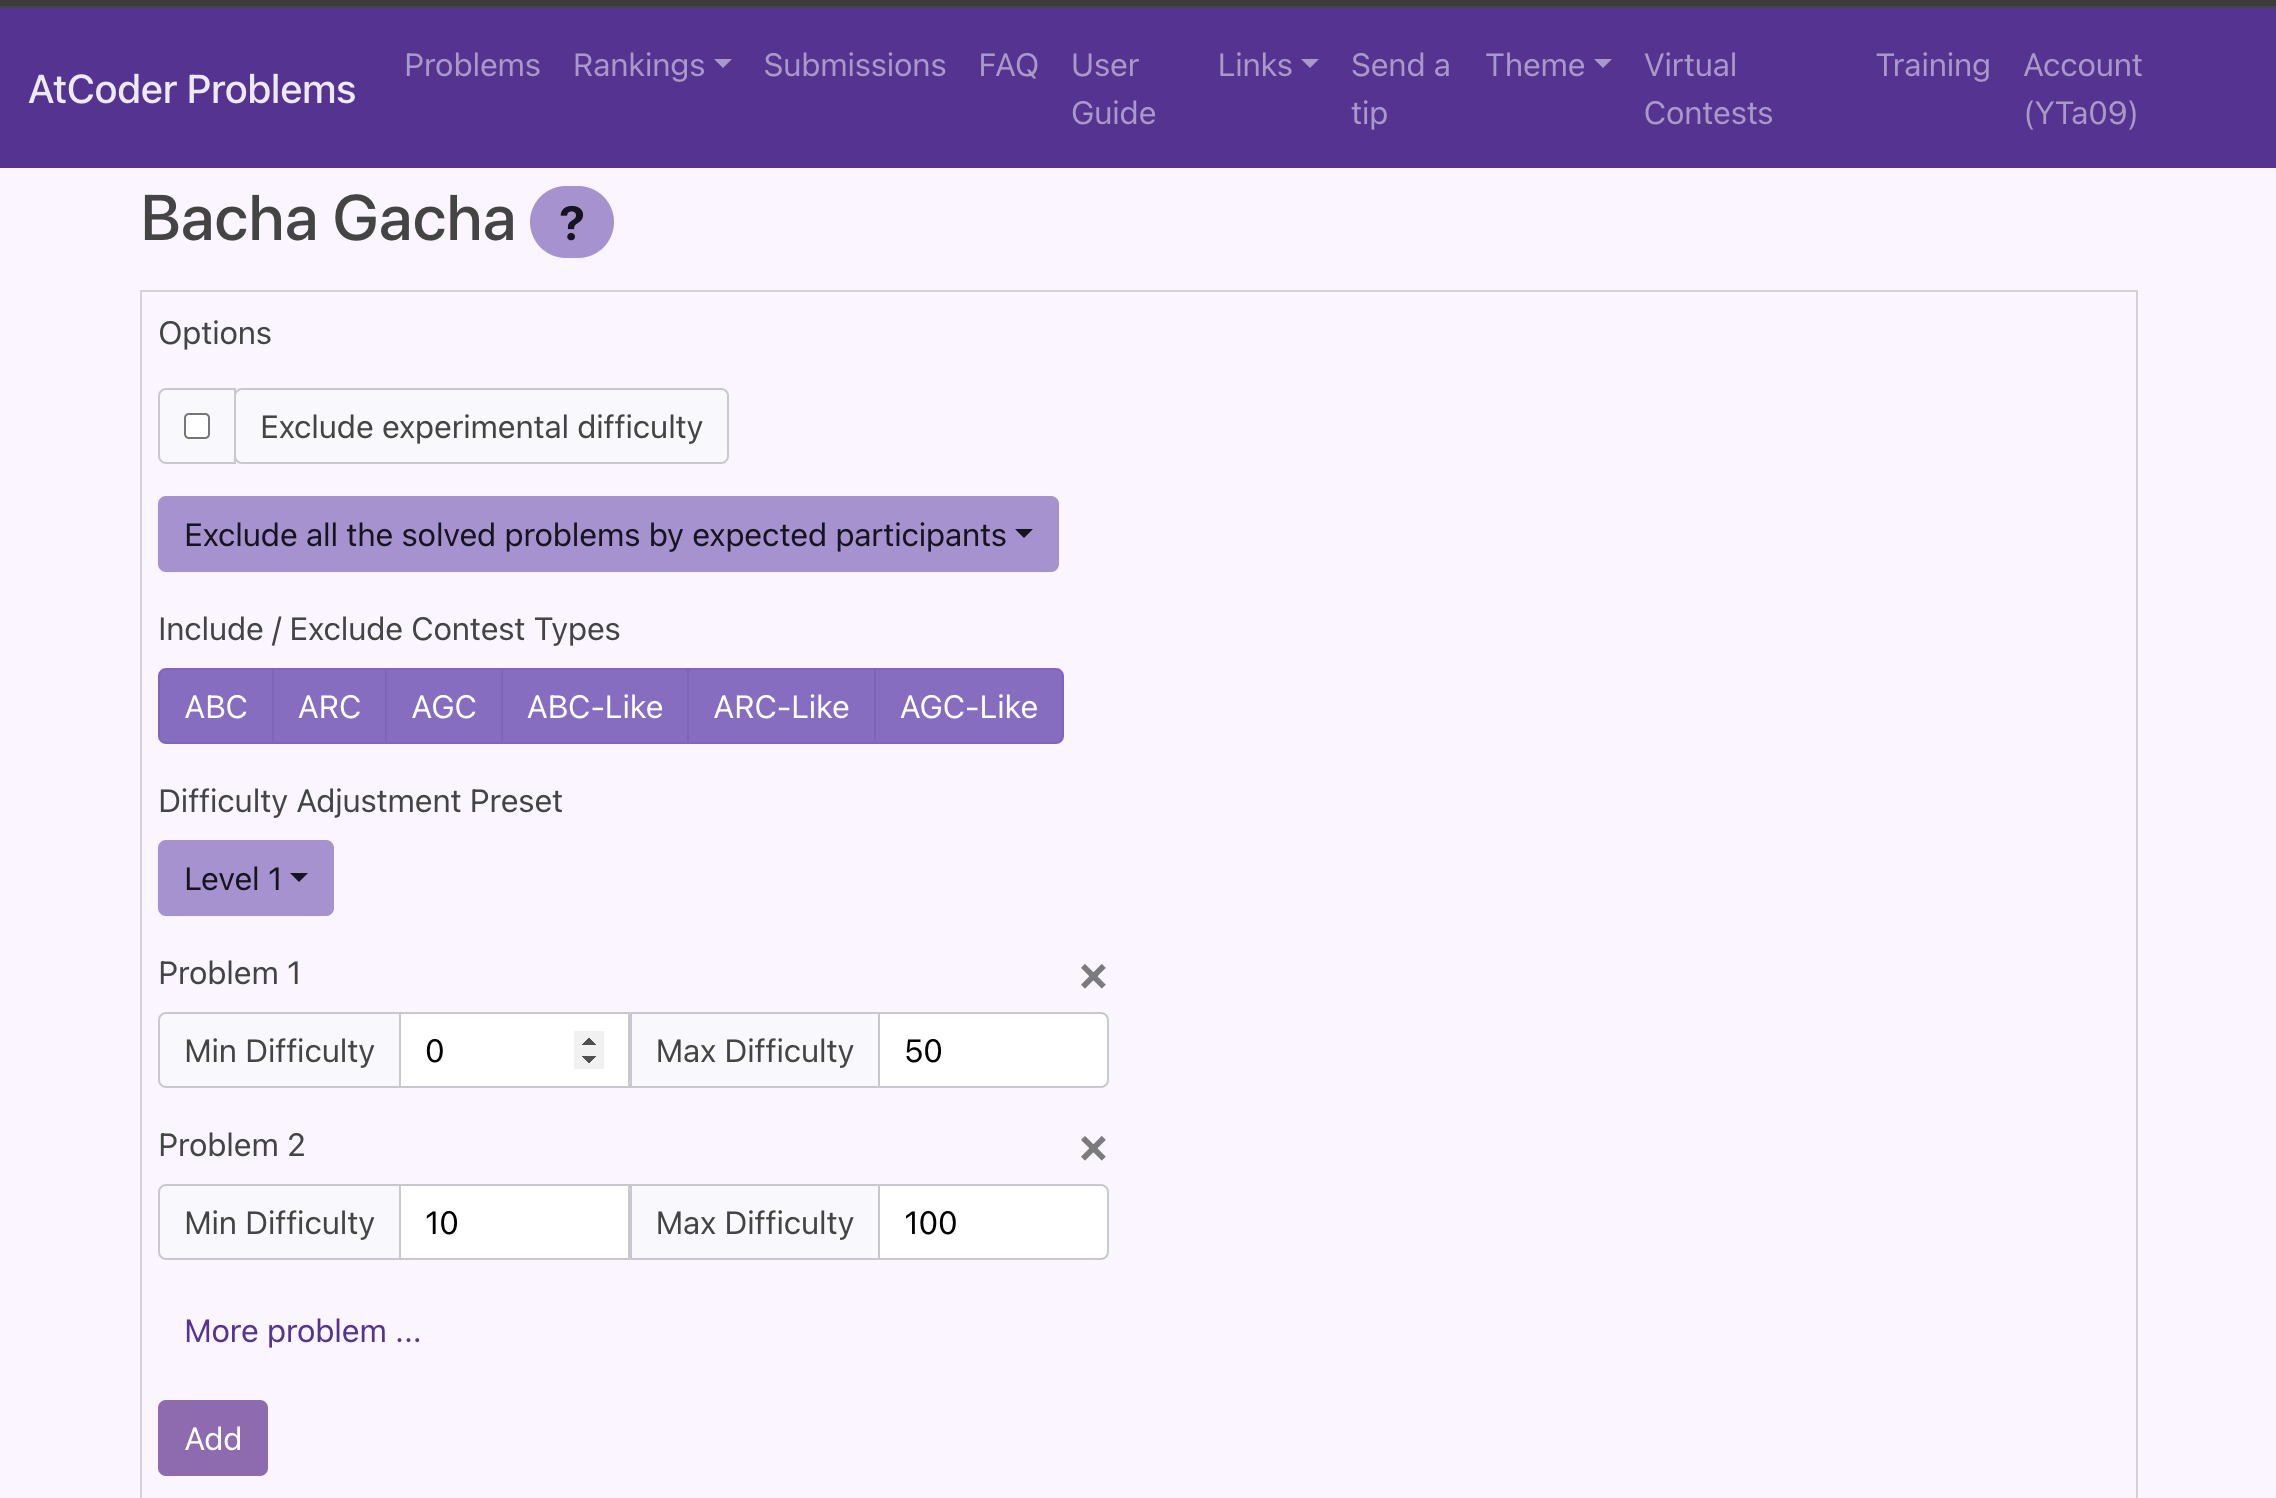 AtCoder Problems
Problems
Rankings
Submissions
FAQ
User Guide
Links
Send a tip
Theme
Virtual Contests
Training
Account (YTa09)
Bacha Gacha ?
Options
Exclude experimental difficulty
Exclude all the solved problems by expected participants
Include / Exclude Contest Types
ABC ARC AGC ABC-Like ARC-Like AGC-Like
Difficulty Adjustment Preset
Level 1
Problem 1
Min Difficulty 0 Max Difficulty 50
Problem 2
Min Difficulty 10 Max Difficulty 100
More problem ...
Add